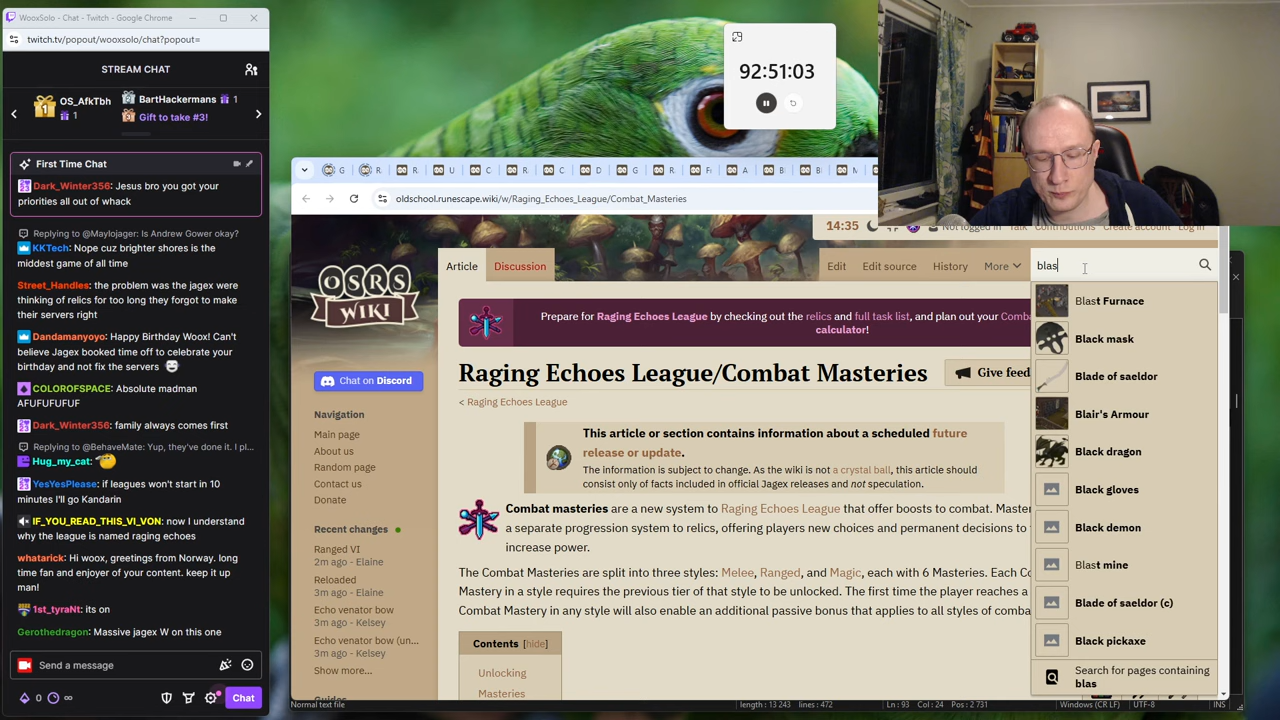 WooxSolo - Chat - Twitch - Google Chrome
twitch.tv/popout/wooxsolo/chat?popout=
STREAM CHAT
OS_AfkTbh
1
BartHackermans 1
Gift to take #3!
First Time Chat
Dark_Winter356: Jesus bro you got your
priorities all out of whack
Replying to @Maylojager: Is Andrew Gower okay?
KKTech: Nope cuz brighter shores is the
middest game of all time
Street_Handles: the problem was the jagex were
thinking of relics for too long they forgot to make
their servers right
Dandamanyoyo: Happy Birthday Woox! Can't
believe Jagex booked time off to celebrate your
birthday and not fix the servers
COLOROFSPACE: Absolute madman
AFUFUFUFUF
Dark_Winter356: family always comes first
Replying to @BehaveMate: Yup, they've done it. I pl...
Hug_my_cat:
YesYesPlease: if leagues won't start in 10
minutes I'll go Kandarin
IF_YOU_READ_THIS_VI_VON: now I understand
why the league is named raging echoes
whatarick: Hi woox, greetings from Norway. long
time fan and enjoyer of your content. keep it up
man!
1st_tyraNt: its on
Gerothedragon: Massive jagex W on this one
Send a message
0 ∞
Chat
92:51:03
oldschool.runescape.wiki/w/Raging_Echoes_League/Combat_Masteries
14:35
Not logged in Talk Contributions Create account Log in
OSRS
WIKI
Article Discussion Edit Edit source History More
blas
Chat on Discord
Navigation
Main page
About us
Random page
Contact us
Donate
Recent changes
Ranged VI
2m ago - Elaine
Reloaded
3m ago - Elaine
Echo venator bow
3m ago - Kelsey
Echo venator bow (un...
3m ago - Kelsey
Show more...
Guides
Prepare for Raging Echoes League by checking out the relics and full task list, and plan out your Comba
calculator!
Raging Echoes League/Combat Masteries
Give feed
< Raging Echoes League
This article or section contains information about a scheduled future
release or update.
The information is subject to change. As the wiki is not a crystal ball, this article should
consist only of facts included in official Jagex releases and not speculation.
Combat masteries are a new system to Raging Echoes League that offer boosts to combat. Master
a separate progression system to relics, offering players new choices and permanent decisions to
increase power.
The Combat Masteries are split into three styles: Melee, Ranged, and Magic, each with 6 Masteries. Each Co
Mastery in a style requires the previous tier of that style to be unlocked. The first time the player reaches a
Combat Mastery in any style will also enable an additional passive bonus that applies to all styles of comba
Contents [hide]
Unlocking
Masteries
Blast Furnace
Black mask
Blade of saeldor
Blair's Armour
Black dragon
Black gloves
Black demon
Blast mine
Blade of saeldor (c)
Black pickaxe
Search for pages containing
blas
Normal text file
length : 13 243 lines : 472
Ln : 93 Col : 24 Pos : 2 731
Windows (CR LF)
UTF-8
INS